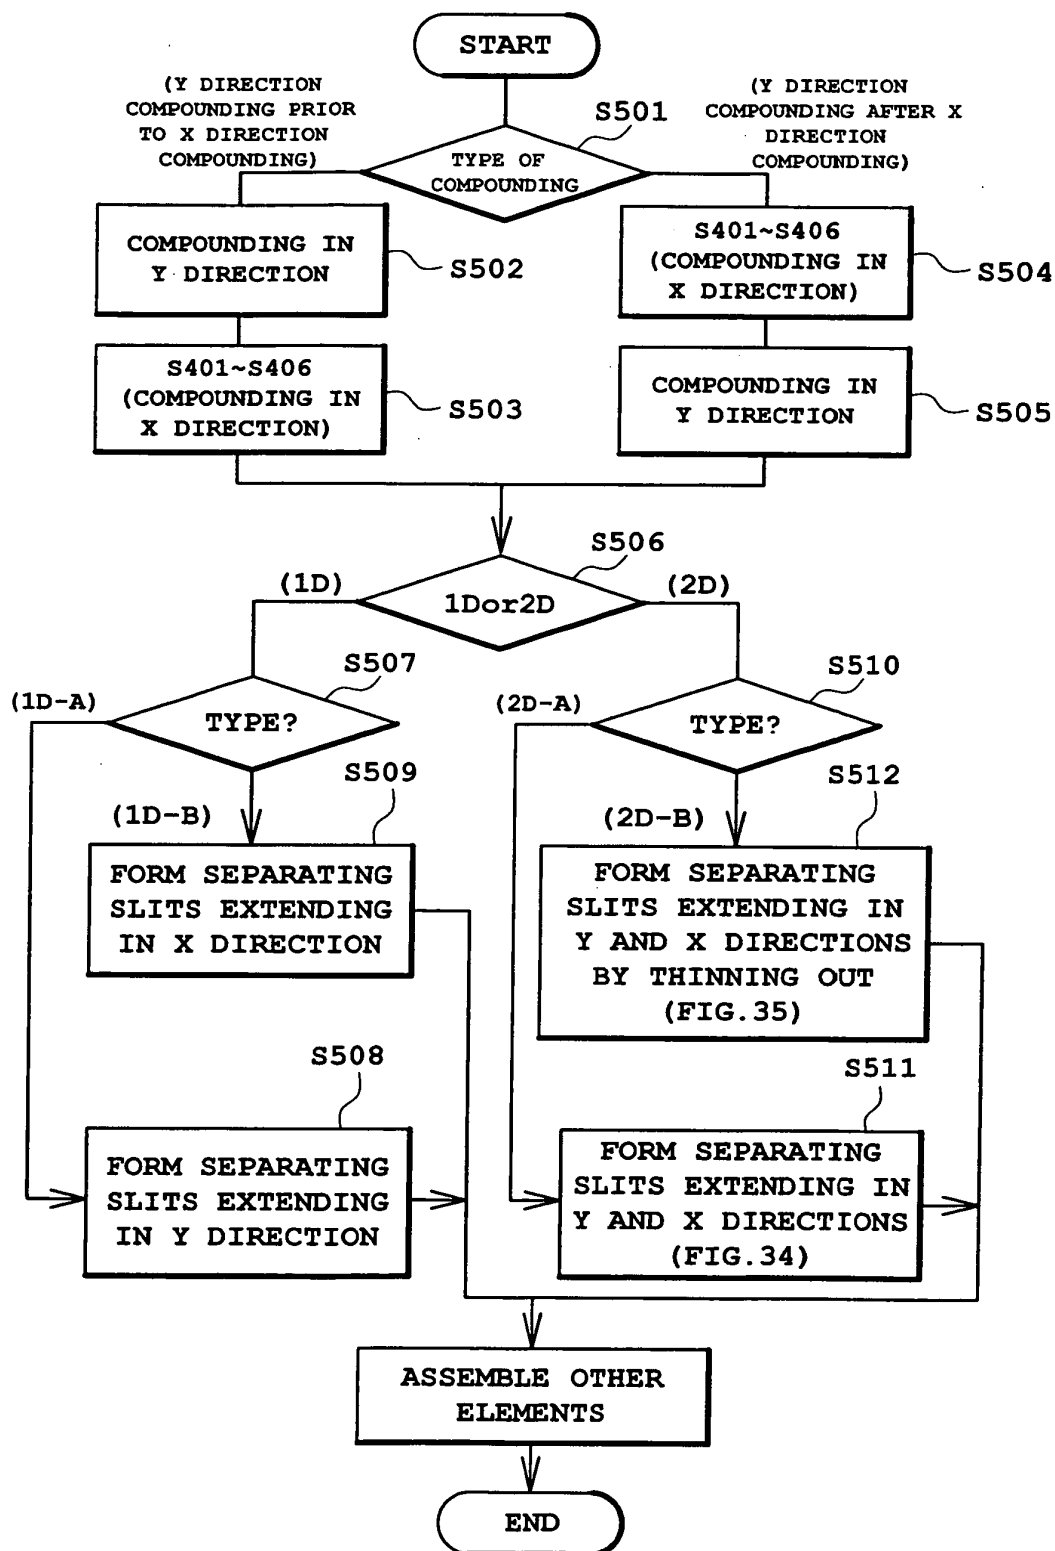 START
(Y DIRECTION
COMPOUNDING PRIOR
TO X DIRECTION
COMPOUNDING)
(Y DIRECTION
COMPOUNDING AFTER X
DIRECTION
COMPOUNDING)
S501
TYPE OF
COMPOUNDING
COMPOUNDING IN
Y DIRECTION
S502
S401~S406
(COMPOUNDING IN
X DIRECTION)
S504
S401~S406
(COMPOUNDING IN
X DIRECTION)
S503
COMPOUNDING IN
Y DIRECTION
S505
S506
(1D)
1Dor2D
(2D)
S507
(1D-A)
TYPE?
S510
(2D-A)
TYPE?
S509
(1D-B)
FORM SEPARATING
SLITS EXTENDING
IN X DIRECTION
S512
(2D-B)
FORM SEPARATING
SLITS EXTENDING IN
Y AND X DIRECTIONS
BY THINNING OUT
(FIG.35)
S508
FORM SEPARATING
SLITS EXTENDING
IN Y DIRECTION
S511
FORM SEPARATING
SLITS EXTENDING IN
Y AND X DIRECTIONS
(FIG.34)
ASSEMBLE OTHER
ELEMENTS
END